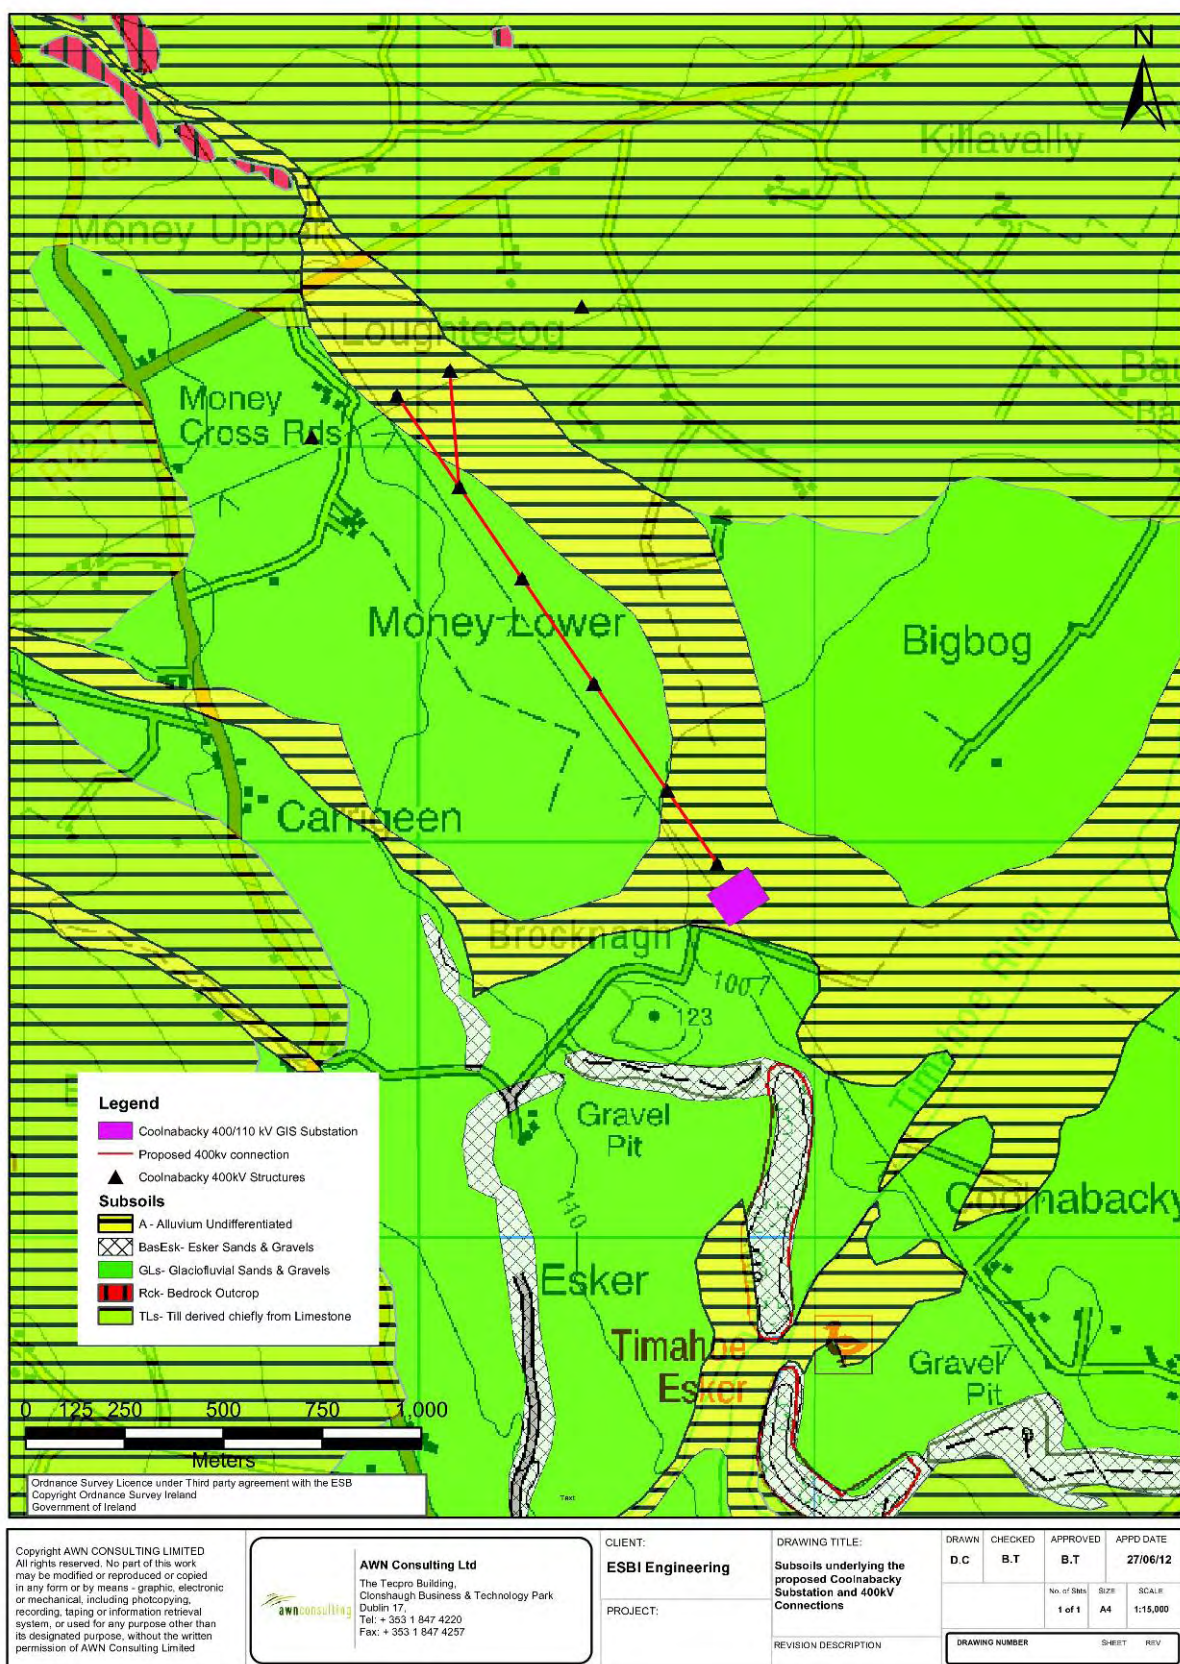 N
Killavally
R426
Money Upper
Loughteeog
Money
Cross Rds
R427
Money Lower
Bigbog
Carrigeen
Brocknagh
100
123
Timahoe River
Gravel
Pit
Coolnabacky
110
Esker
Timahoe
Esker
Gravel
Pit
Legend
Coolnabacky 400/110 kV GIS Substation
Proposed 400kv connection
Coolnabacky 400kV Structures
Subsoils
A - Alluvium Undifferentiated
BasEsk- Esker Sands & Gravels
GLs- Glaciofluvial Sands & Gravels
Rck- Bedrock Outcrop
TLs- Till derived chiefly from Limestone
0 125 250 500 750 1,000
Meters
Ordnance Survey Licence under Third party agreement with the ESB
Copyright Ordnance Survey Ireland
Government of Ireland
Text
Copyright AWN CONSULTING LIMITED
All rights reserved. No part of this work
may be modified or reproduced or copied
in any form or by means - graphic, electronic
or mechanical, including photocopying,
recording, taping or information retrieval
system, or used for any purpose other than
its designated purpose, without the written
permission of AWN Consulting Limited
awnconsulting
AWN Consulting Ltd
The Tecpro Building,
Clonshaugh Business & Technology Park
Dublin 17,
Tel: + 353 1 847 4220
Fax: + 353 1 847 4257
CLIENT:
ESBI Engineering
PROJECT:
DRAWING TITLE:
Subsoils underlying the
proposed Coolnabacky
Substation and 400kV
Connections
REVISION DESCRIPTION
DRAWN CHECKED APPROVED APPD DATE
D.C B.T B.T 27/06/12
No. of Shts SIZE SCALE
1 of 1 A4 1:15,000
DRAWING NUMBER SHEET REV